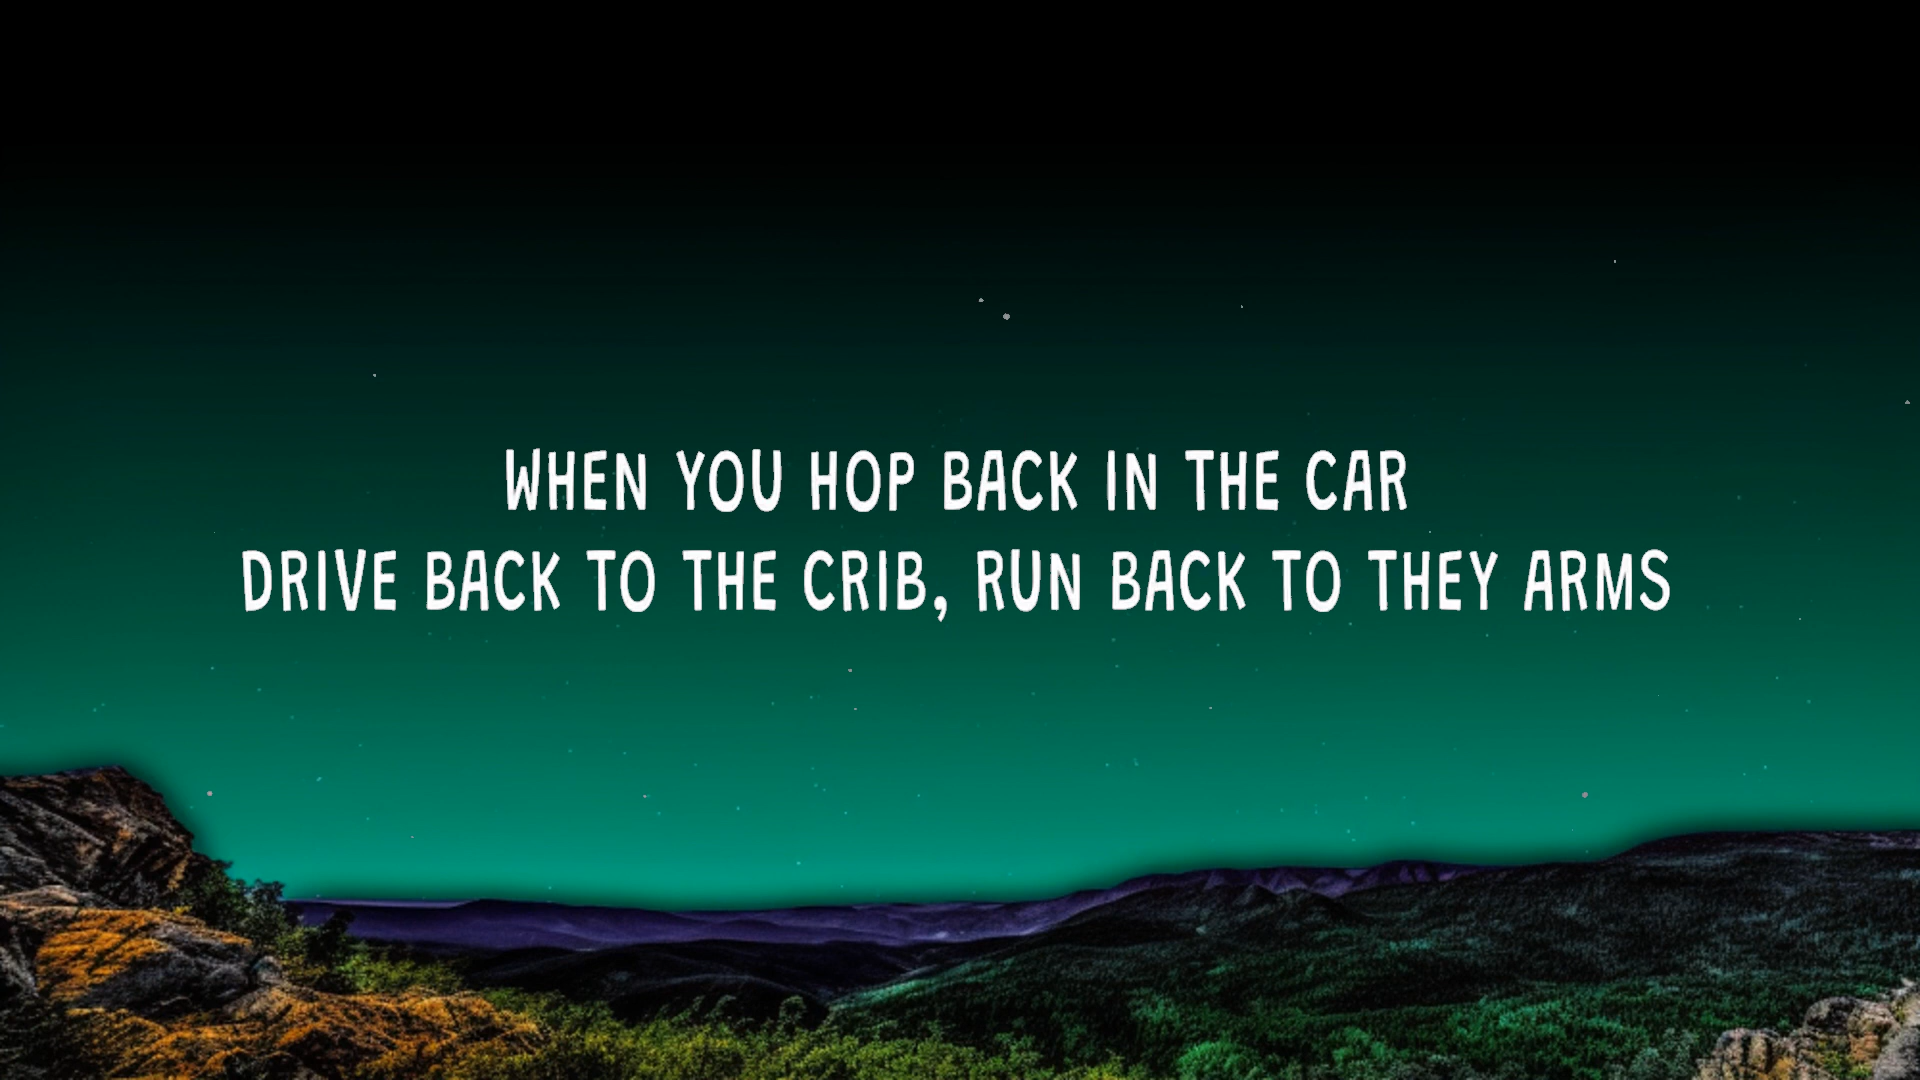 WHEN YOU HOP BACK IN THE CAR
DRIVE BACK TO THE CRIB, RUN BACK TO THEY ARMS